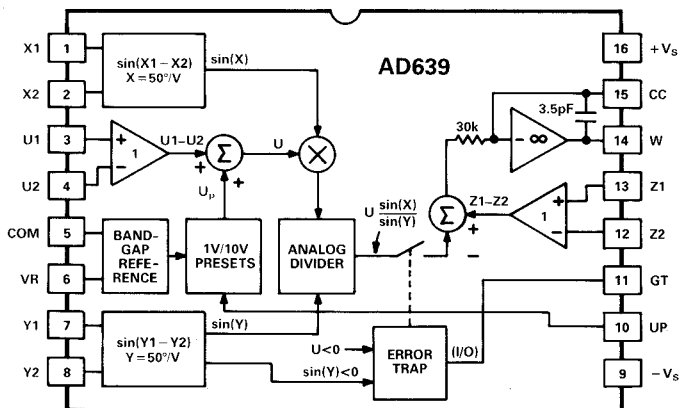 AD639
X1 1
X2 2
U1 3
U2 4
COM 5
VR 6
Y1 7
Y2 8
16 +VS
15 CC
14 W
13 Z1
12 Z2
11 GT
10 UP
9 −VS
sin(X1−X2)
X=50°/V
sin(X)
+
−
1
U1−U2
+
Σ
U
×
UP
+
BAND-
GAP
REFE-
RENCE
1V/10V
PRESETS
ANALOG
DIVIDER
U sin(X)
sin(Y)
sin(Y1−Y2)
Y=50°/V
sin(Y)
U<0
sin(Y)<0
ERROR
TRAP
(I/O)
30k
3.5pF
− ∞
Σ
Z1−Z2
+
−
1
+
−